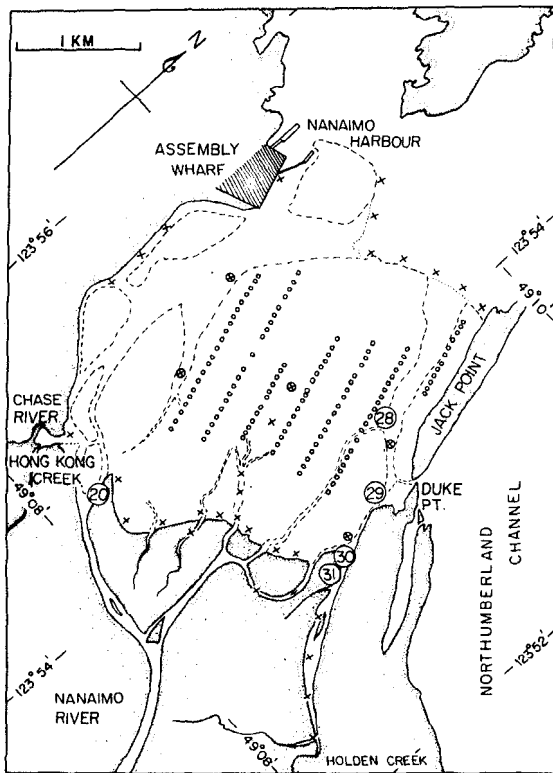 1 KM
N
NANAIMO
HARBOUR
ASSEMBLY
WHARF
123° 56'
123° 54'
49° 10'
JACK POINT
CHASE
RIVER
HONG KONG
CREEK
49° 08'
20
28
29
DUKE
PT.
30
31
NORTHUMBERLAND
CHANNEL
123° 54'
123° 52'
NANAIMO
RIVER
49° 08'
HOLDEN CREEK